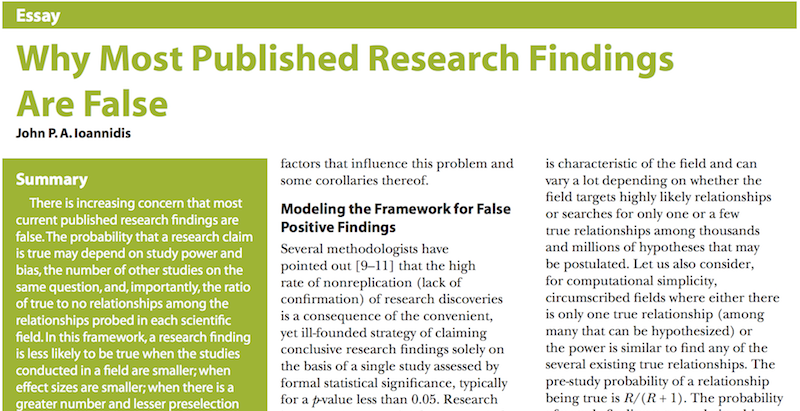 Essay
Why Most Published Research Findings
Are False
John P. A. Ioannidis
Summary
There is increasing concern that most
current published research findings are
false. The probability that a research claim
is true may depend on study power and
bias, the number of other studies on the
same question, and, importantly, the ratio
of true to no relationships among the
relationships probed in each scientific
field. In this framework, a research finding
is less likely to be true when the studies
conducted in a field are smaller; when
effect sizes are smaller; when there is a
greater number and lesser preselection
factors that influence this problem and
some corollaries thereof.
Modeling the Framework for False
Positive Findings
Several methodologists have
pointed out [9–11] that the high
rate of nonreplication (lack of
confirmation) of research discoveries
is a consequence of the convenient,
yet ill-founded strategy of claiming
conclusive research findings solely on
the basis of a single study assessed by
formal statistical significance, typically
for a p-value less than 0.05. Research
is characteristic of the field and can
vary a lot depending on whether the
field targets highly likely relationships
or searches for only one or a few
true relationships among thousands
and millions of hypotheses that may
be postulated. Let us also consider,
for computational simplicity,
circumscribed fields where either there
is only one true relationship (among
many that can be hypothesized) or
the power is similar to find any of the
several existing true relationships. The
pre-study probability of a relationship
being true is R/(R + 1). The probability